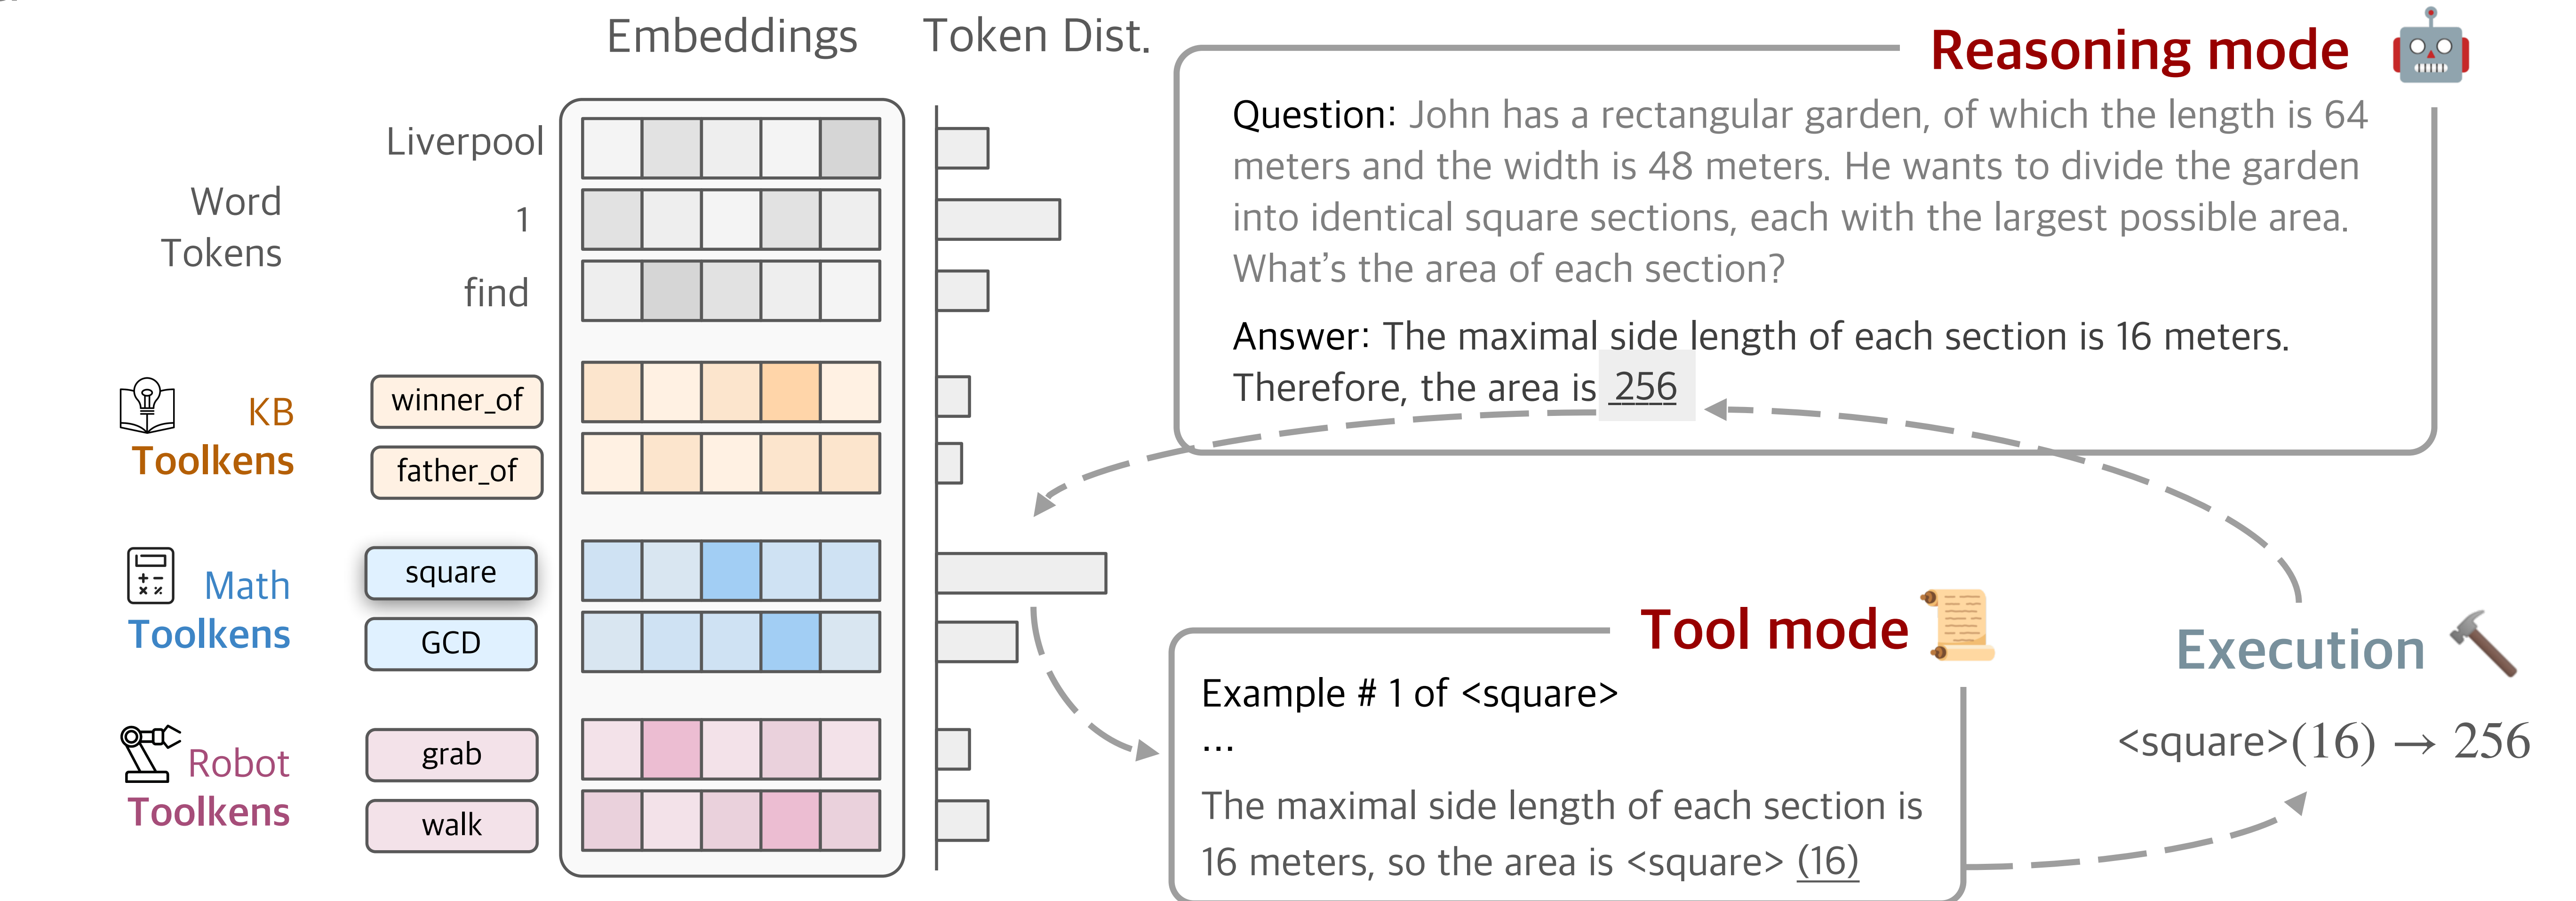 Embeddings
Token Dist.
Word
Tokens
Liverpool
1
find
KB
Toolkens
winner_of
father_of
Math
Toolkens
square
GCD
Robot
Toolkens
grab
walk
Reasoning mode
Question: John has a rectangular garden, of which the length is 64
meters and the width is 48 meters. He wants to divide the garden
into identical square sections, each with the largest possible area.
What’s the area of each section?
Answer: The maximal side length of each section is 16 meters.
Therefore, the area is 256
Tool mode
Example # 1 of <square>
...
The maximal side length of each section is
16 meters, so the area is <square> (16)
Execution
<square>(16) → 256